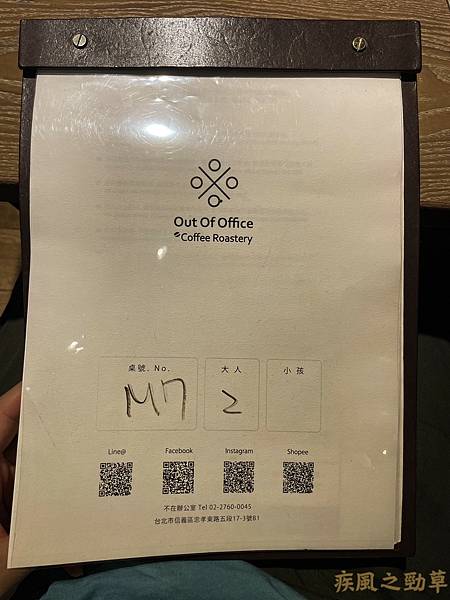 Out Of Office
Coffee Roastery
桌號. No. 大人 小孩
M7 2
Line@ Facebook Instagram Shopee
不在辦公室 Tel 02-2760-0045
台北市信義區忠孝東路五段17-3號B1
疾風之勁草